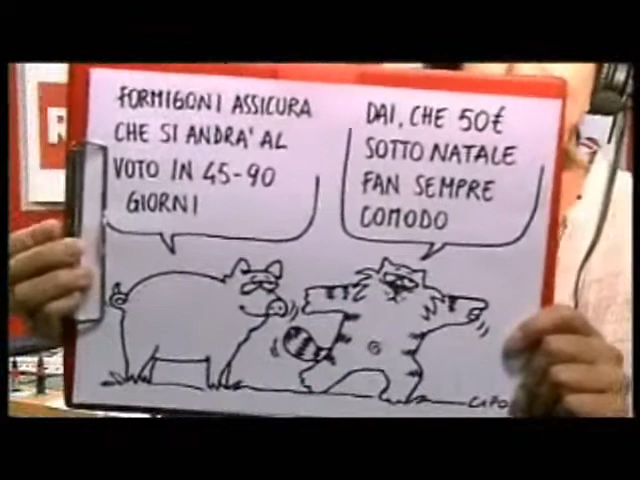 FORMIGONI ASSICURA
CHE SI ANDRA' AL
VOTO IN 45-90
GIORNI
DAI, CHE 50€
SOTTO NATALE
FAN SEMPRE
COMODO
R